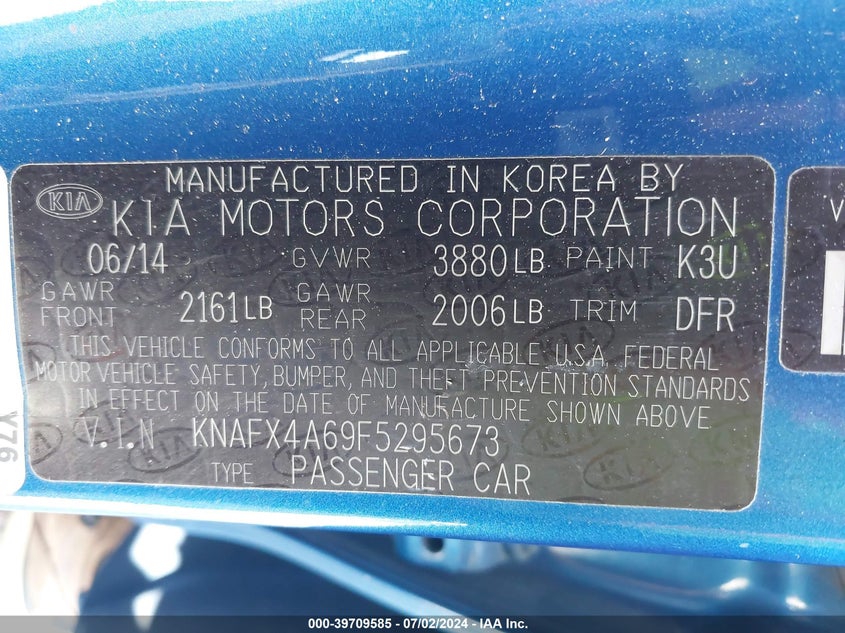 MANUFACTURED IN KOREA BY
KIA
KIA MOTORS CORPORATION
06/14 GVWR 3880LB PAINT K3U
GAWR FRONT 2161LB GAWR REAR 2006LB TRIM DFR
THIS VEHICLE CONFORMS TO ALL APPLICABLE U.S.A. FEDERAL
MOTOR VEHICLE SAFETY, BUMPER, AND THEFT PREVENTION STANDARDS
IN EFFECT ON THE DATE OF MANUFACTURE SHOWN ABOVE
V.I.N KNAFX4A69F5295673
TYPE PASSENGER CAR
Y76
V
000-39709585 - 07/02/2024 - IAAI Inc.